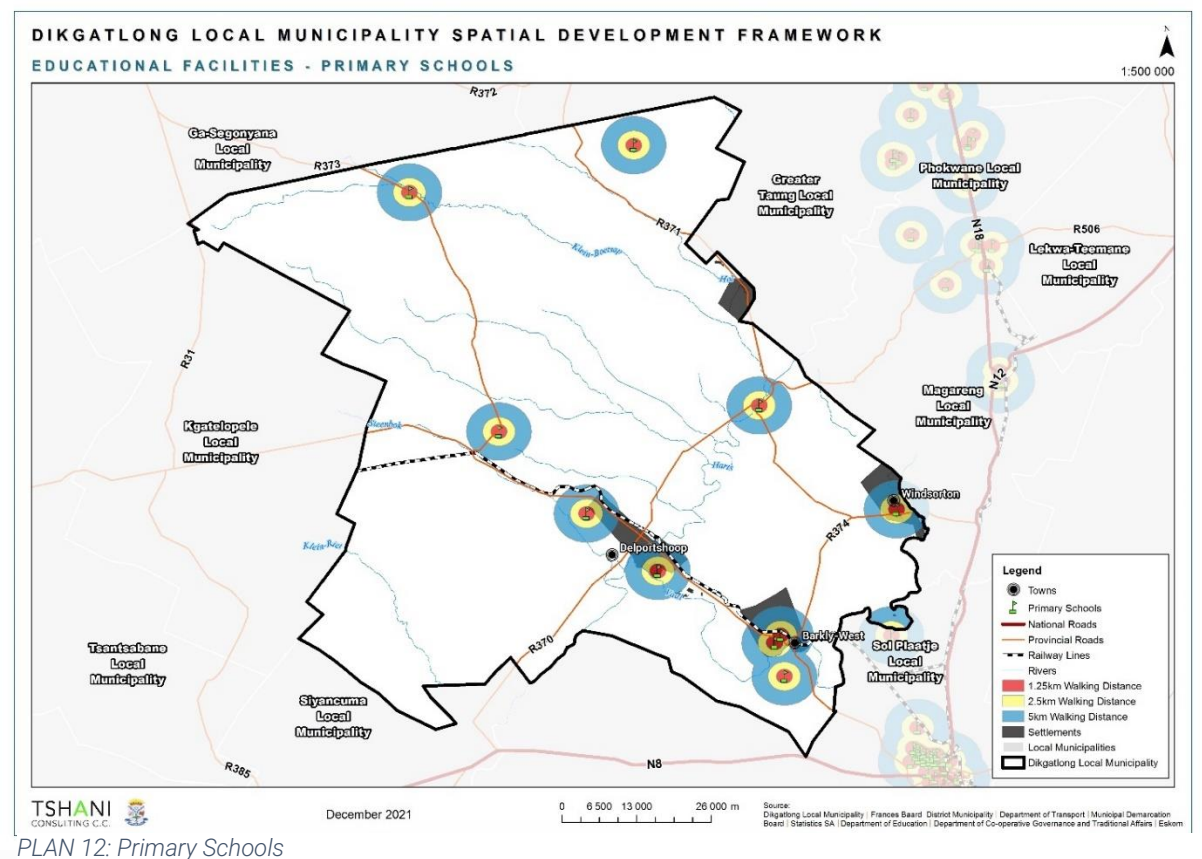 DIKGATLONG LOCAL MUNICIPALITY SPATIAL DEVELOPMENT FRAMEWORK
EDUCATIONAL FACILITIES - PRIMARY SCHOOLS
N
1:500 000
R372
Ga-Segonyana
Local
Municipality
R373
Phokwane Local
Municipality
Greater
Taung Local
Municipality
R371
N18
R506
Lekwa-Teemane
Local
Municipality
Klein-Boetsap
R31
N12
Magareng
Local
Municipality
Kgatelopele
Local
Municipality
Steenbok
Harts
Windsorton
R374
Delportshoop
Klein-Riet
Barkly-West
Sol Plaatje
Local
Municipality
R370
Tsantsabane
Local
Municipality
Siyancuma
Local
Municipality
R385
N8
Legend
Towns
Primary Schools
National Roads
Provincial Roads
Railway Lines
Rivers
1.25km Walking Distance
2.5km Walking Distance
5km Walking Distance
Settlements
Local Municipalities
Dikgatlong Local Municipality
TSHANI
CONSULTING C.C.
December 2021
0 6 500 13 000 26 000 m
Source:
Dikgatlong Local Municipality | Frances Baard District Municipality | Department of Transport | Municipal Demarcation
Board | Statistics SA | Department of Education | Department of Co-operative Governance and Traditional Affairs | Eskom
PLAN 12: Primary Schools